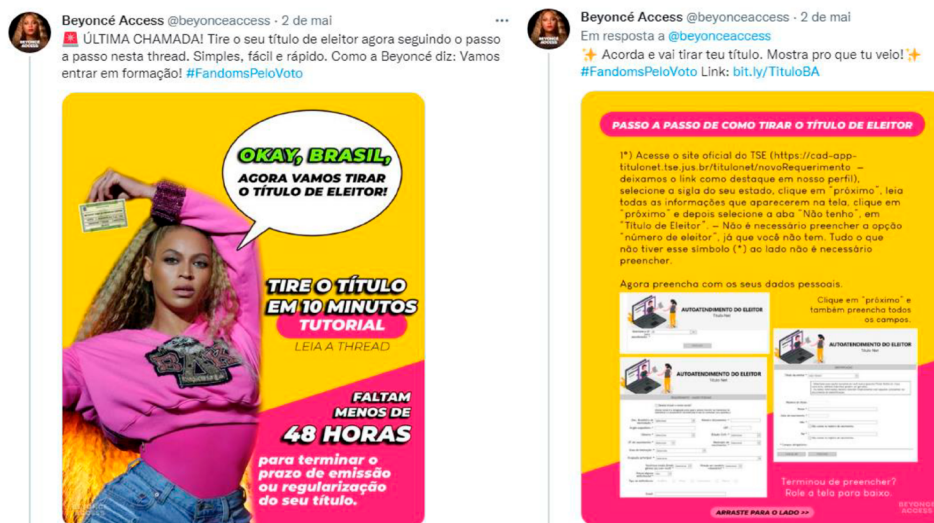 Beyoncé Access @beyonceaccess · 2 de mai
🚨 ÚLTIMA CHAMADA! Tire o seu título de eleitor agora seguindo o passo
a passo nesta thread. Simples, fácil e rápido. Como a Beyoncé diz: Vamos
entrar em formação! #FandomsPeloVoto
OKAY, BRASIL,
AGORA VAMOS TIRAR
O TÍTULO DE ELEITOR!
TIRE O TÍTULO
EM 10 MINUTOS
TUTORIAL
LEIA A THREAD
FALTAM
MENOS DE
48 HORAS
para terminar o
prazo de emissão
ou regularização
do seu título.
BEYONCÉ
ACCESS
Beyoncé Access @beyonceaccess · 2 de mai
Em resposta a @beyonceaccess
✨ Acorda e vai tirar teu título. Mostra pro que tu veio! ✨
#FandomsPeloVoto Link: bit.ly/TituloBA
PASSO A PASSO DE COMO TIRAR O TÍTULO DE ELEITOR
1°) Acesse o site oficial do TSE (https://cad-app-
titulonet.tse.jus.br/titulonet/novoRequerimento –
deixamos o link como destaque em nosso perfil),
selecione a sigla do seu estado, clique em "próximo", leia
todas as informações que aparecerem na tela, clique em
"próximo" e depois selecione a aba "Não tenho", em
"Título de Eleitor". – Não é necessário preencher a opção
"número de eleitor", já que você não tem. Tudo o que
não tiver esse símbolo (*) ao lado não é necessário
preencher.
Agora preencha com os seus dados pessoais.
AUTOATENDIMENTO DO ELEITOR
Título Net
Clique em "próximo" e
também preencha todos
os campos.
AUTOATENDIMENTO DO ELEITOR
Título Net
AUTOATENDIMENTO DO ELEITOR
Título Net
Terminou de preencher?
Role a tela para baixo.
ARRASTE PARA O LADO >>
BEYONCÉ
ACCESS